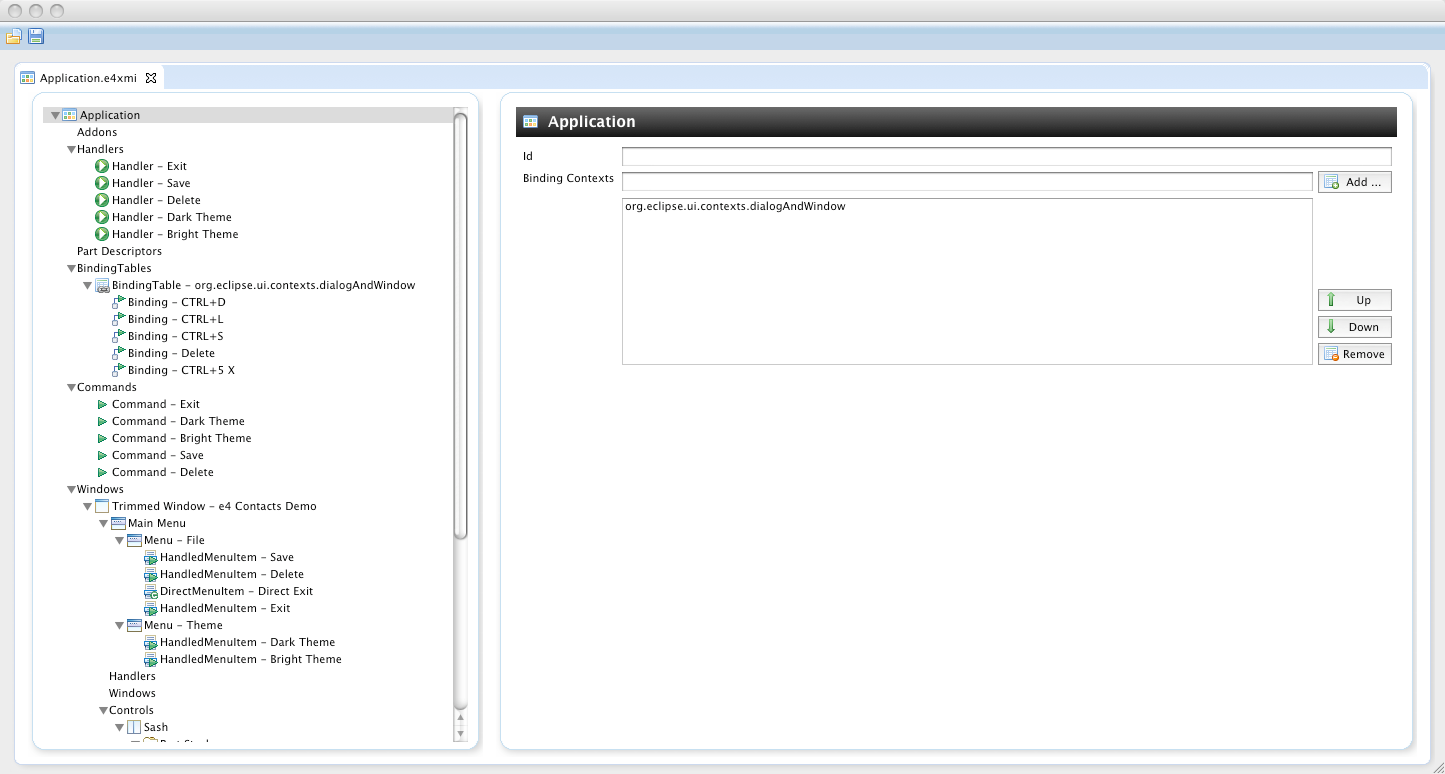 Application.e4xmi
Application
Addons
Handlers
Handler - Exit
Handler - Save
Handler - Delete
Handler - Dark Theme
Handler - Bright Theme
Part Descriptors
BindingTables
BindingTable - org.eclipse.ui.contexts.dialogAndWindow
Binding - CTRL+D
Binding - CTRL+L
Binding - CTRL+S
Binding - Delete
Binding - CTRL+5 X
Commands
Command - Exit
Command - Dark Theme
Command - Bright Theme
Command - Save
Command - Delete
Windows
Trimmed Window - e4 Contacts Demo
Main Menu
Menu - File
HandledMenuItem - Save
HandledMenuItem - Delete
DirectMenuItem - Direct Exit
HandledMenuItem - Exit
Menu - Theme
HandledMenuItem - Dark Theme
HandledMenuItem - Bright Theme
Handlers
Windows
Controls
Sash
Application
Id
Binding Contexts
Add ...
org.eclipse.ui.contexts.dialogAndWindow
Up
Down
Remove